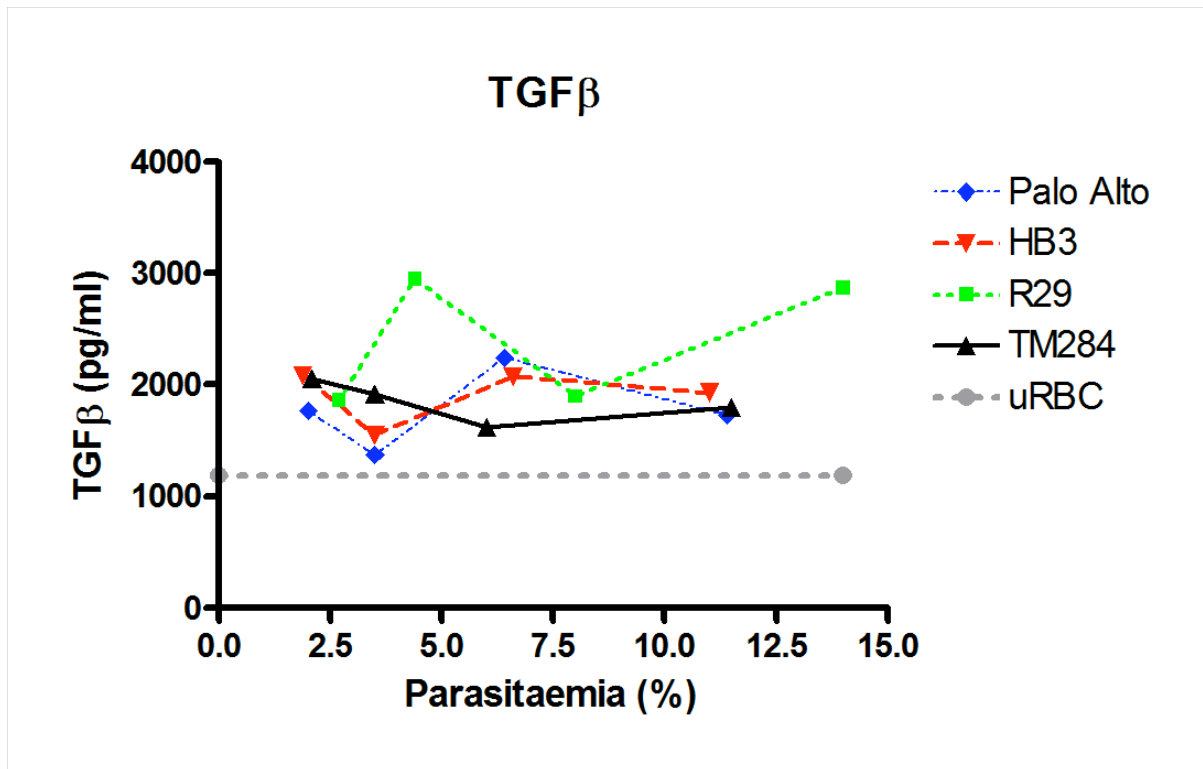 TGFβ
4000
3000
2000
1000
0
TGFβ (pg/ml)
0.0 2.5 5.0 7.5 10.0 12.5 15.0
Parasitaemia (%)
Palo Alto
HB3
R29
TM284
uRBC